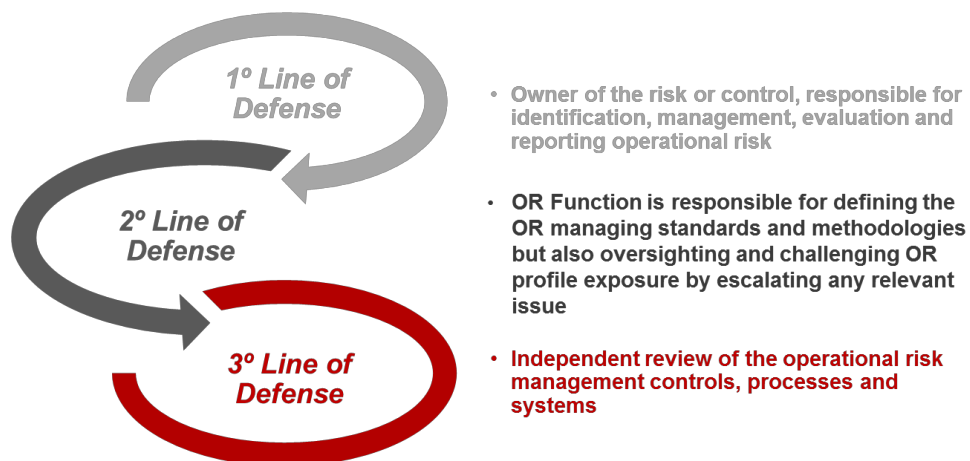 1º Line of
Defense
• Owner of the risk or control, responsible for
identification, management, evaluation and
reporting operational risk
2º Line of
Defense
• OR Function is responsible for defining the
OR managing standards and methodologies
but also oversighting and challenging OR
profile exposure by escalating any relevant
issue
3º Line of
Defense
• Independent review of the operational risk
management controls, processes and
systems